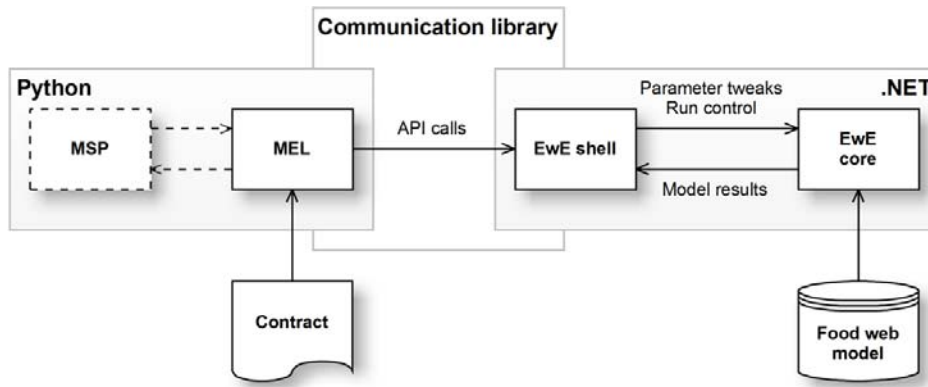 Communication library
Python
.NET
Parameter tweaks
Run control
API calls
MSP
MEL
EwE shell
EwE
core
Model results
Contract
Food web
model